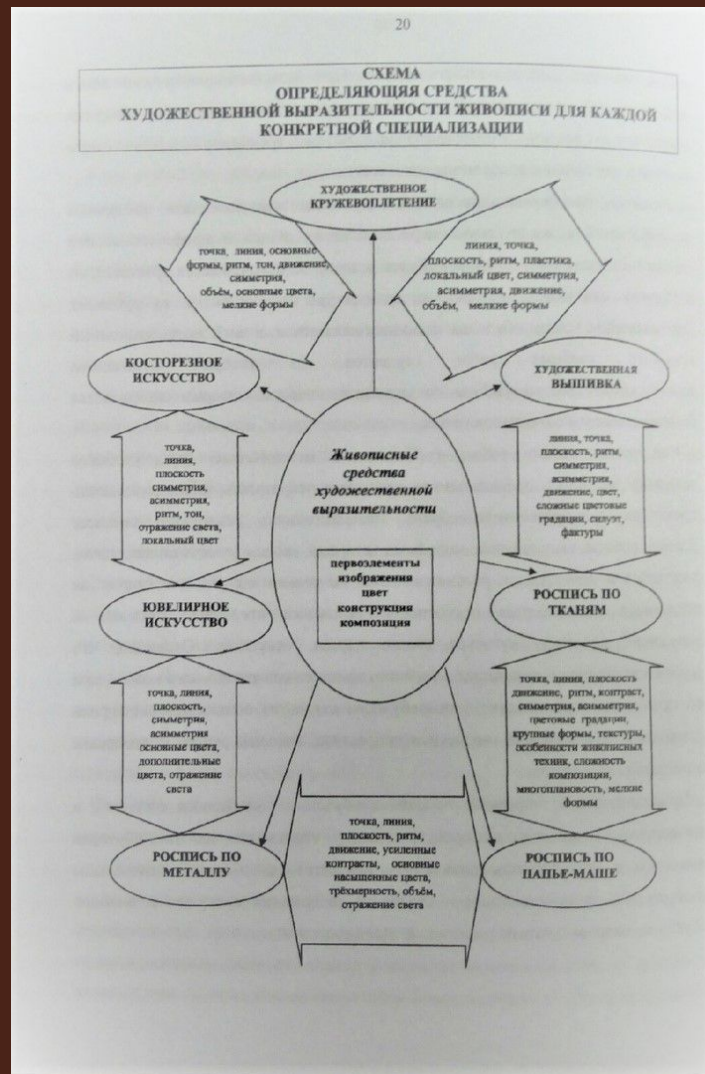 20
СХЕМА
ОПРЕДЕЛЯЮЩЯЯ СРЕДСТВА
ХУДОЖЕСТВЕННОЙ ВЫРАЗИТЕЛЬНОСТИ ЖИВОПИСИ ДЛЯ КАЖДОЙ
КОНКРЕТНОЙ СПЕЦИАЛИЗАЦИИ
ХУДОЖЕСТВЕННОЕ
КРУЖЕВОПЛЕТЕНИЕ
точка, линия, основные
формы, ритм, тон, движение,
симметрия,
объём, основные цвета,
мелкие формы
линия, точка,
плоскость, ритм, пластика,
локальный цвет, симметрия,
асимметрия, движение,
объём, мелкие формы
КОСТОРЕЗНОЕ
ИСКУССТВО
ХУДОЖЕСТВЕННАЯ
ВЫШИВКА
точка,
линия,
плоскость
симметрия,
асимметрия,
ритм, тон,
отражение света,
локальный цвет
Живописные
средства
художественной
выразительности
первоэлементы
изображения
цвет
конструкция
композиция
линия, точка,
плоскость, ритм,
симметрия,
асимметрия,
движение, цвет,
сложные цветовые
градации, силуэт,
фактуры
ЮВЕЛИРНОЕ
ИСКУССТВО
РОСПИСЬ ПО
ТКАНЯМ
точка, линия,
плоскость,
симметрия,
асимметрия
основные цвета,
дополнительные
цвета, отражение
света
точка, линия, плоскость
движение, ритм, контраст,
симметрия, асимметрия,
цветовые градации,
крупные формы, текстуры,
особенности живописных
техник, сложность
композиции,
многоплановость, мелкие
формы
РОСПИСЬ ПО
МЕТАЛЛУ
точка, линия,
плоскость, ритм,
движение, усиленные
контрасты, основные
насыщенные цвета,
трёхмерность, объём,
отражение света
РОСПИСЬ ПО
ПАПЬЕ-МАШЕ